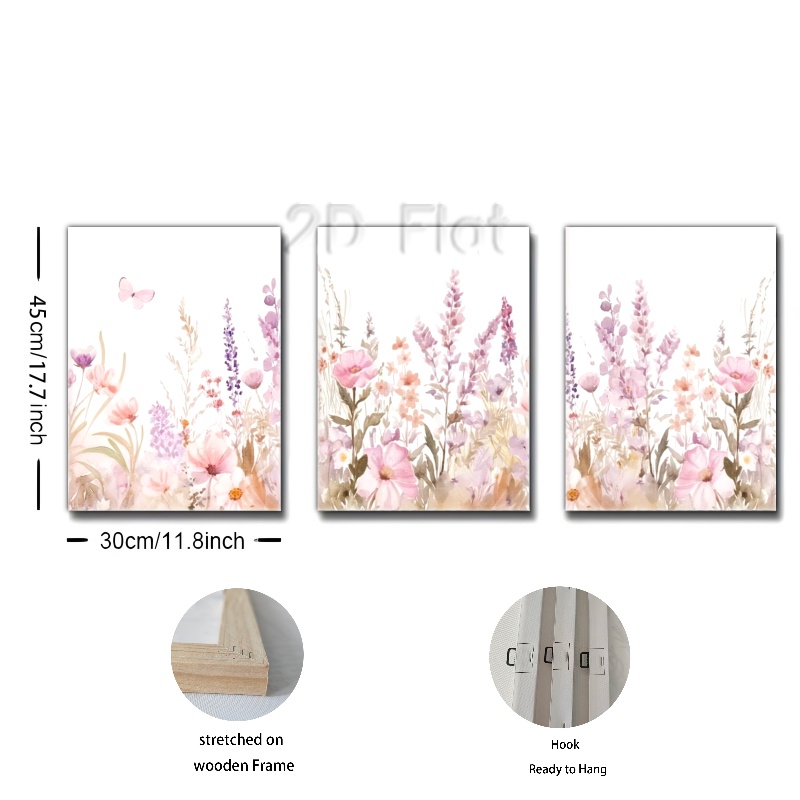 2D Flat
45cm/17.7inch
30cm/11.8inch
stretched on
wooden Frame
Hook
Ready to Hang